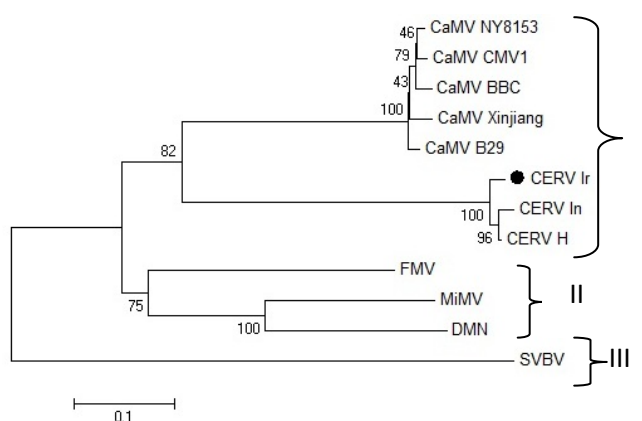 46
CaMV NY8153
79
CaMV CMV1
43
CaMV BBC
100
CaMV Xinjiang
CaMV B29
82
CERV Ir
100
CERV In
96
CERV H
FMV
75
MiMV
II
100
DMN
SVBV
III
0.1